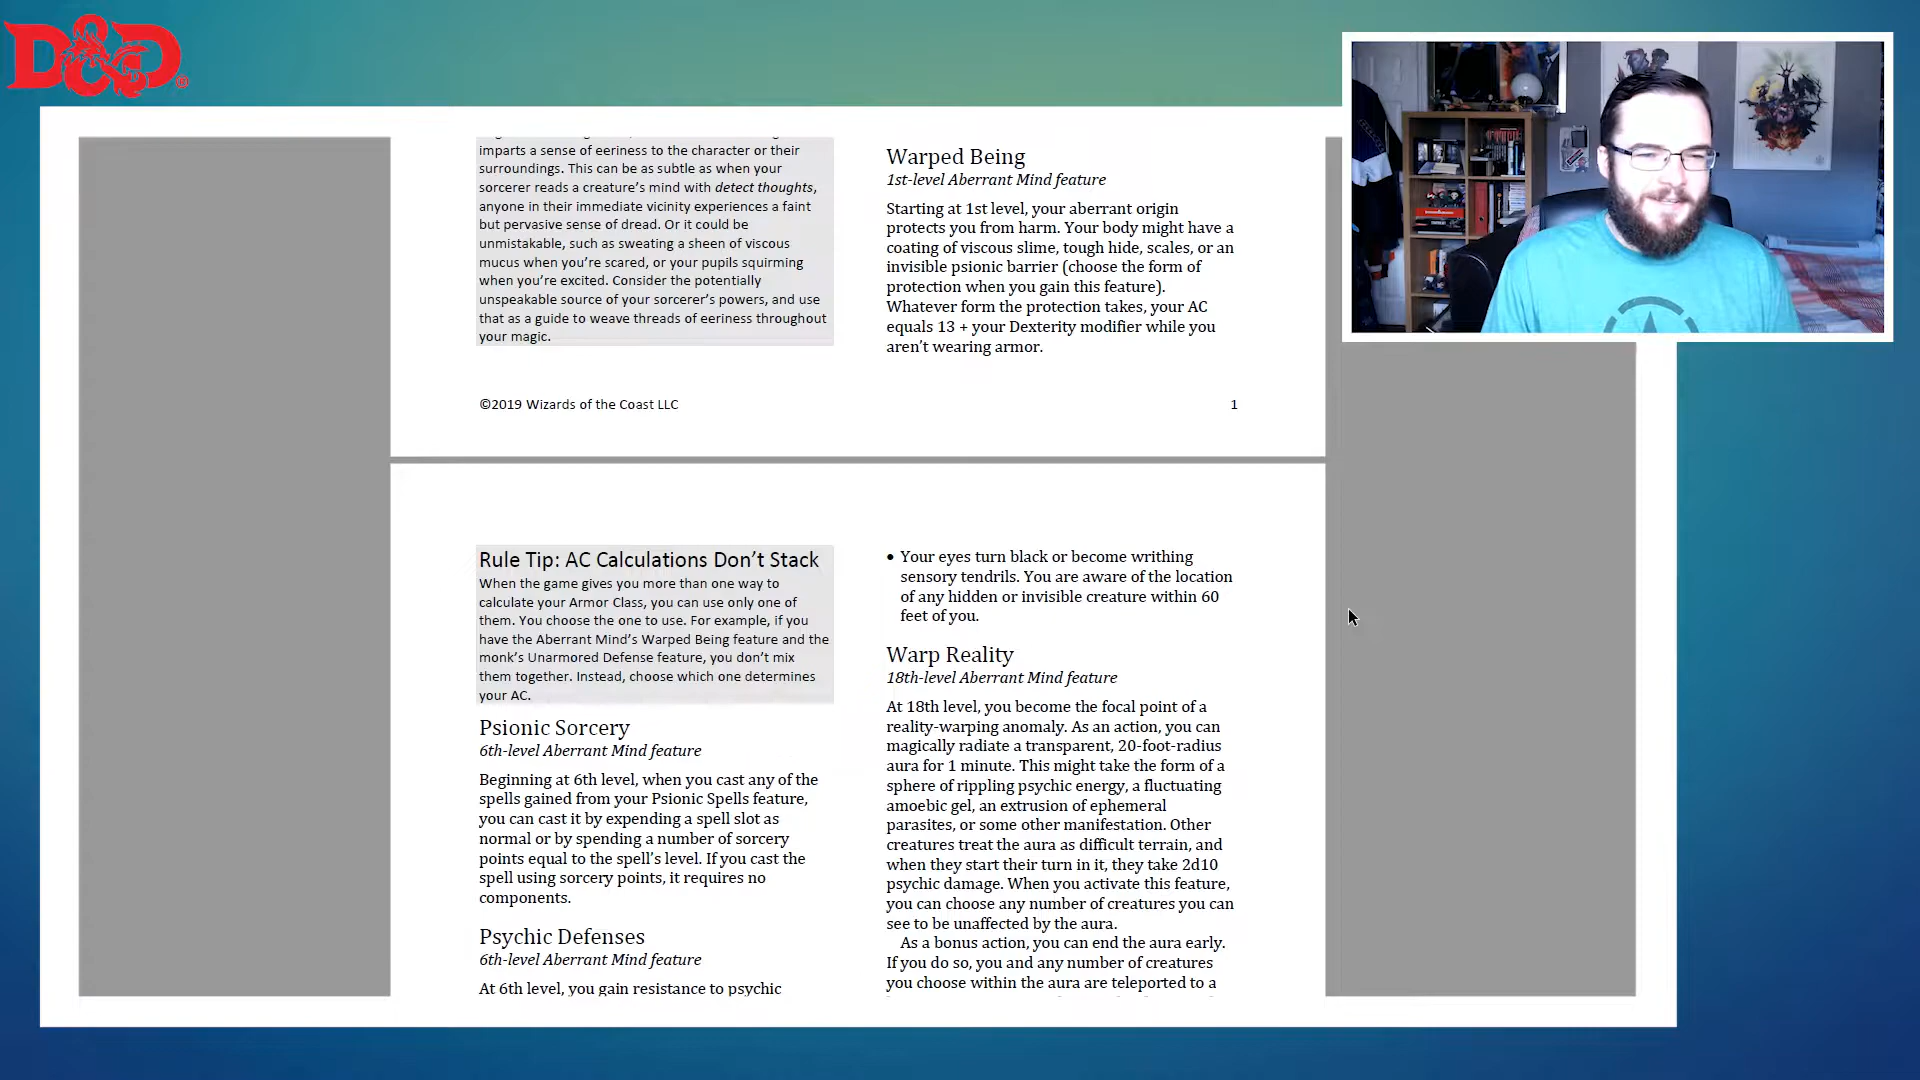 D&D®
imparts a sense of eeriness to the character or their
surroundings. This can be as subtle as when your
sorcerer reads a creature’s mind with detect thoughts,
anyone in their immediate vicinity experiences a faint
but pervasive sense of dread. Or it could be
unmistakable, such as sweating a sheen of viscous
mucus when you’re scared, or your pupils squirming
when you’re excited. Consider the potentially
unspeakable source of your sorcerer’s powers, and use
that as a guide to weave threads of eeriness throughout
your magic.
Warped Being
1st-level Aberrant Mind feature
Starting at 1st level, your aberrant origin
protects you from harm. Your body might have a
coating of viscous slime, tough hide, scales, or an
invisible psionic barrier (choose the form of
protection when you gain this feature).
Whatever form the protection takes, your AC
equals 13 + your Dexterity modifier while you
aren’t wearing armor.
©2019 Wizards of the Coast LLC
1
Rule Tip: AC Calculations Don’t Stack
When the game gives you more than one way to
calculate your Armor Class, you can use only one of
them. You choose the one to use. For example, if you
have the Aberrant Mind’s Warped Being feature and the
monk’s Unarmored Defense feature, you don’t mix
them together. Instead, choose which one determines
your AC.
Psionic Sorcery
6th-level Aberrant Mind feature
Beginning at 6th level, when you cast any of the
spells gained from your Psionic Spells feature,
you can cast it by expending a spell slot as
normal or by spending a number of sorcery
points equal to the spell’s level. If you cast the
spell using sorcery points, it requires no
components.
Psychic Defenses
6th-level Aberrant Mind feature
At 6th level, you gain resistance to psychic
• Your eyes turn black or become writhing
sensory tendrils. You are aware of the location
of any hidden or invisible creature within 60
feet of you.
Warp Reality
18th-level Aberrant Mind feature
At 18th level, you become the focal point of a
reality-warping anomaly. As an action, you can
magically radiate a transparent, 20-foot-radius
aura for 1 minute. This might take the form of a
sphere of rippling psychic energy, a fluctuating
amoebic gel, an extrusion of ephemeral
parasites, or some other manifestation. Other
creatures treat the aura as difficult terrain, and
when they start their turn in it, they take 2d10
psychic damage. When you activate this feature,
you can choose any number of creatures you can
see to be unaffected by the aura.
As a bonus action, you can end the aura early.
If you do so, you and any number of creatures
you choose within the aura are teleported to a